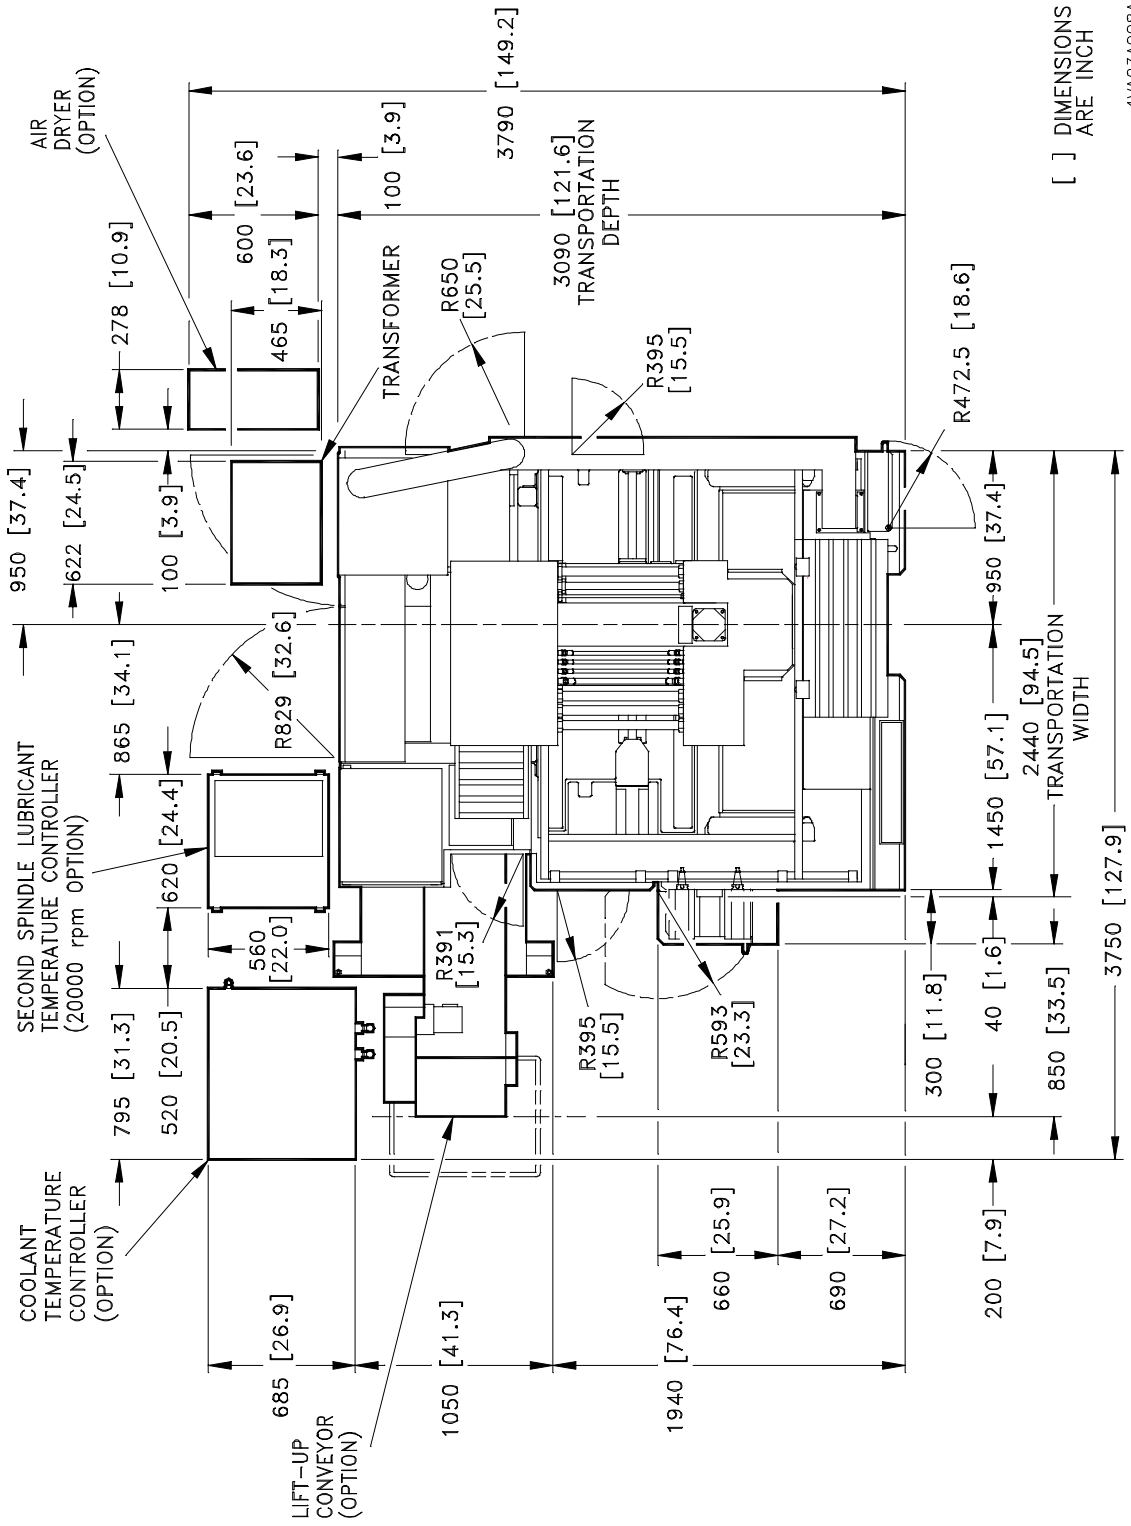 COOLANT
TEMPERATURE
CONTROLLER
(OPTION)
SECOND SPINDLE LUBRICANT
TEMPERATURE CONTROLLER
(20000 rpm OPTION)
950 [37.4]
622 [24.5]
AIR
DRYER
(OPTION)
795 [31.3]
865 [34.1]
278 [10.9]
520 [20.5]
620 [24.4]
100 [3.9]
600 [23.6]
465 [18.3]
685 [26.9]
560
[22.0]
R829 [32.6]
100 [3.9]
LIFT-UP
CONVEYOR
(OPTION)
TRANSFORMER
1050 [41.3]
R391
[15.3]
R650
[25.5]
3790 [149.2]
3090 [121.6]
TRANSPORTATION
DEPTH
R395
[15.5]
R395
[15.5]
1940 [76.4]
660 [25.9]
R593
[23.3]
690 [27.2]
300 [11.8]
R472.5 [18.6]
200 [7.9]
40 [1.6]
1450 [57.1]
950 [37.4]
2440 [94.5]
TRANSPORTATION
WIDTH
850 [33.5]
3750 [127.9]
[ ] DIMENSIONS
ARE INCH